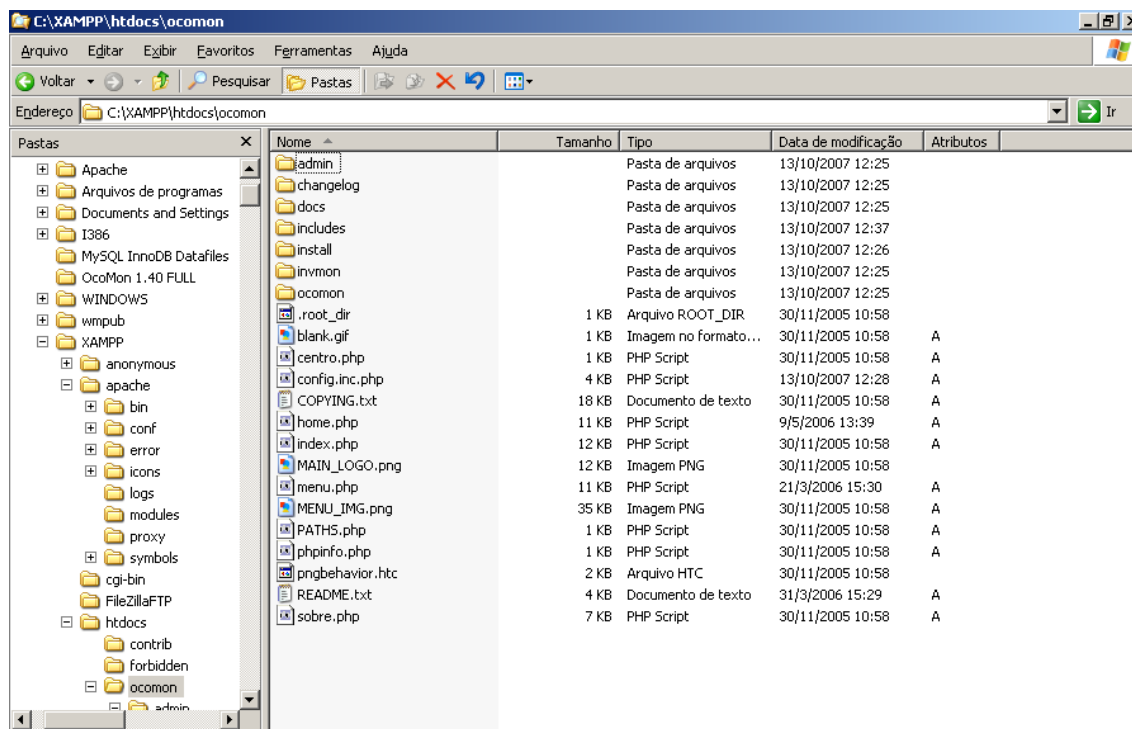 C:\XAMPP\htdocs\ocomon
Arquivo Editar Exibir Favoritos Ferramentas Ajuda
Voltar Pesquisar Pastas
Endereço C:\XAMPP\htdocs\ocomon Ir
Pastas
Apache
Arquivos de programas
Documents and Settings
I386
MySQL InnoDB Datafiles
OcoMon 1.40 FULL
WINDOWS
wmpub
XAMPP
anonymous
apache
bin
conf
error
icons
logs
modules
proxy
symbols
cgi-bin
FileZillaFTP
htdocs
contrib
forbidden
ocomon
admin
Nome Tamanho Tipo Data de modificação Atributos
admin Pasta de arquivos 13/10/2007 12:25
changelog Pasta de arquivos 13/10/2007 12:25
docs Pasta de arquivos 13/10/2007 12:25
includes Pasta de arquivos 13/10/2007 12:37
install Pasta de arquivos 13/10/2007 12:26
invmon Pasta de arquivos 13/10/2007 12:25
ocomon Pasta de arquivos 13/10/2007 12:25
.root_dir 1 KB Arquivo ROOT_DIR 30/11/2005 10:58
blank.gif 1 KB Imagem no formato... 30/11/2005 10:58 A
centro.php 1 KB PHP Script 30/11/2005 10:58 A
config.inc.php 4 KB PHP Script 13/10/2007 12:28 A
COPYING.txt 18 KB Documento de texto 30/11/2005 10:58 A
home.php 11 KB PHP Script 9/5/2006 13:39 A
index.php 12 KB PHP Script 30/11/2005 10:58 A
MAIN_LOGO.png 12 KB Imagem PNG 30/11/2005 10:58
menu.php 11 KB PHP Script 21/3/2006 15:30 A
MENU_IMG.png 35 KB Imagem PNG 30/11/2005 10:58 A
PATHS.php 1 KB PHP Script 30/11/2005 10:58 A
phpinfo.php 1 KB PHP Script 30/11/2005 10:58 A
pngbehavior.htc 2 KB Arquivo HTC 30/11/2005 10:58
README.txt 4 KB Documento de texto 31/3/2006 15:29 A
sobre.php 7 KB PHP Script 30/11/2005 10:58 A